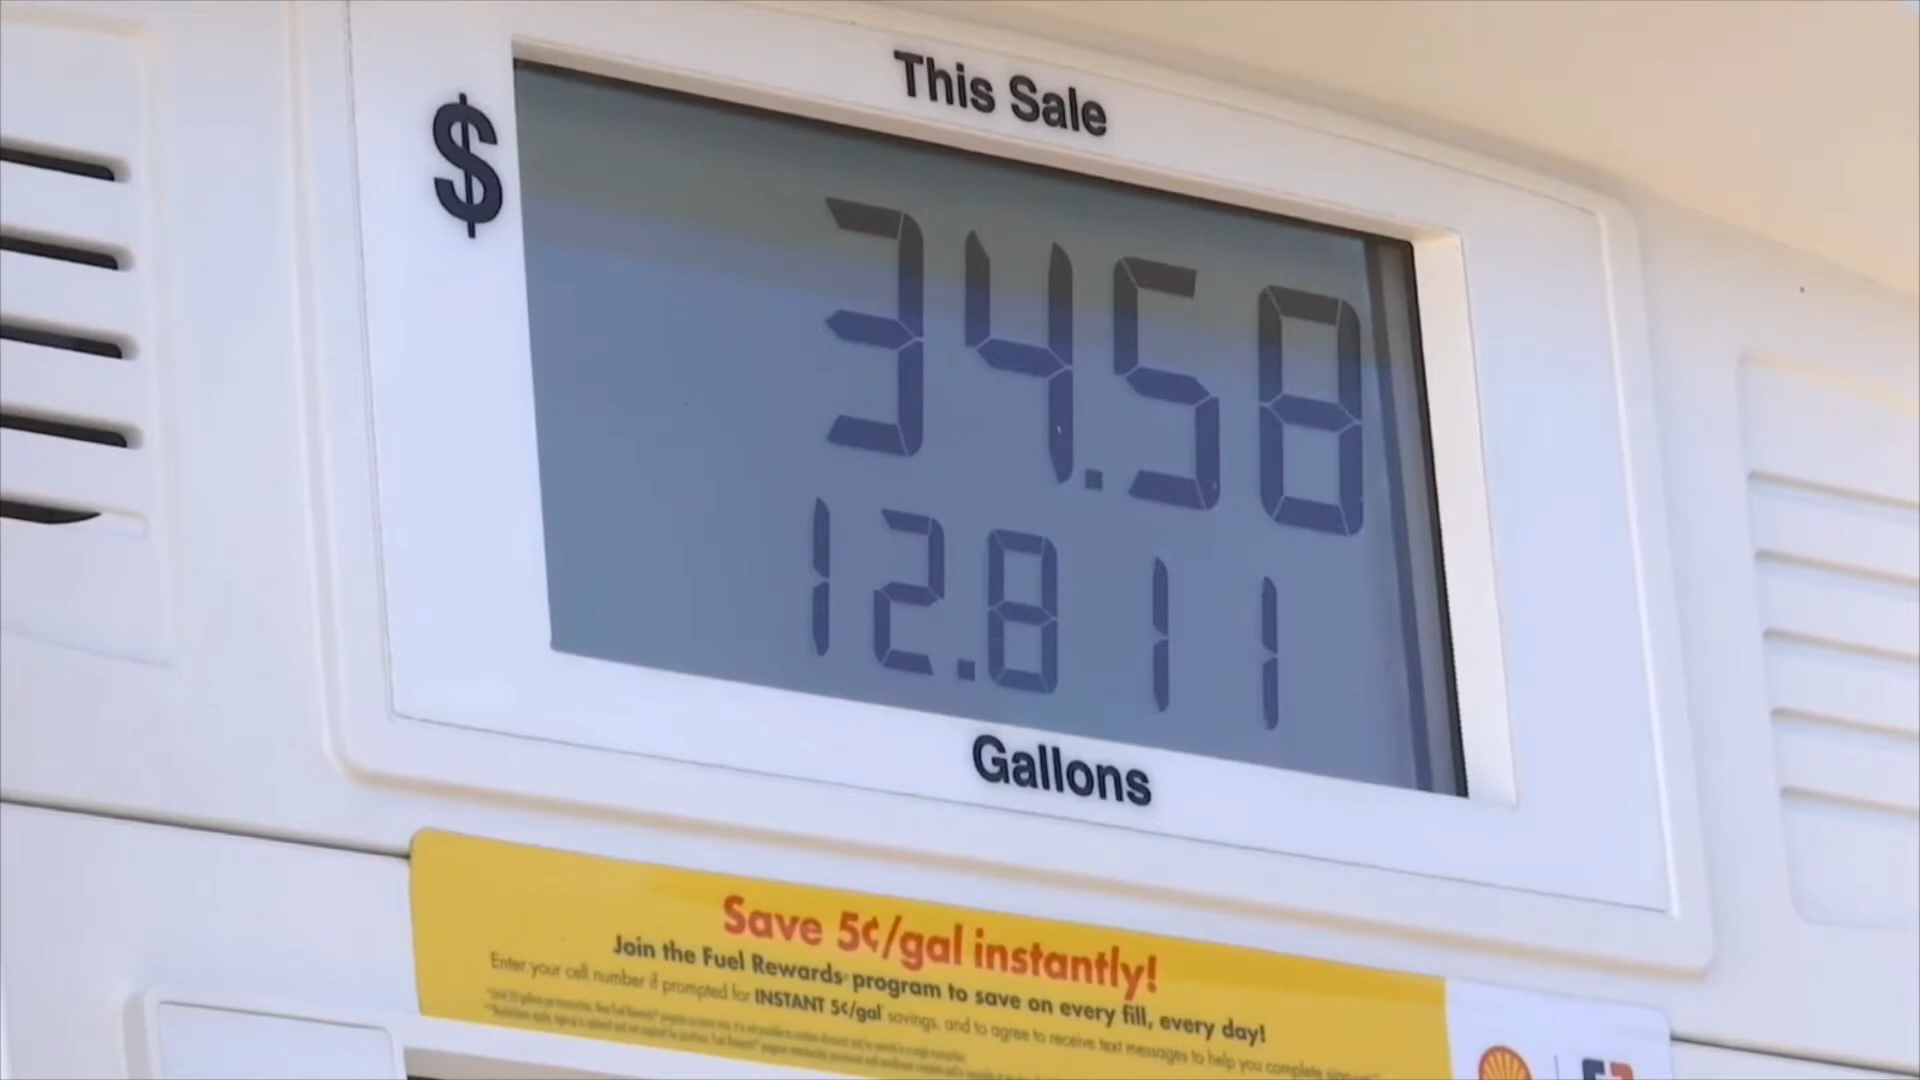 This Sale
$
34.58
12.811
Gallons
Save 5¢/gal instantly!
Join the Fuel Rewards® program to save on every fill, every day!
Enter your cell number if prompted for INSTANT 5¢/gal* savings, and to agree to receive text messages to help you complete